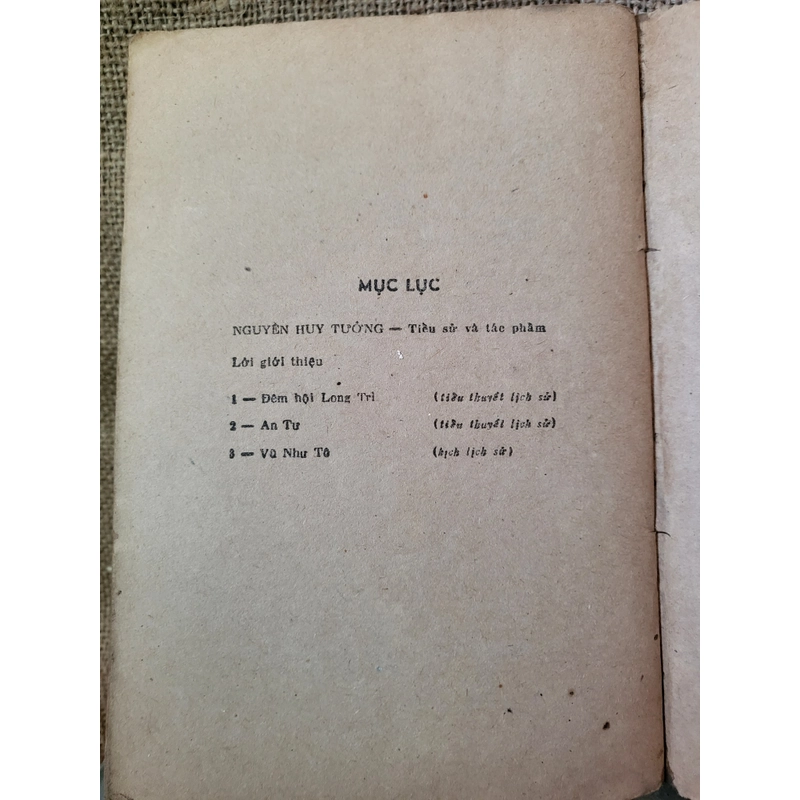 MỤC LỤC
NGUYỄN HUY TƯỞNG — Tiểu sử và tác phẩm
Lời giới thiệu
1 — Đêm hội Long Trì (tiểu thuyết lịch sử)
2 — An Tư (tiểu thuyết lịch sử)
3 — Vũ Như Tô (kịch lịch sử)